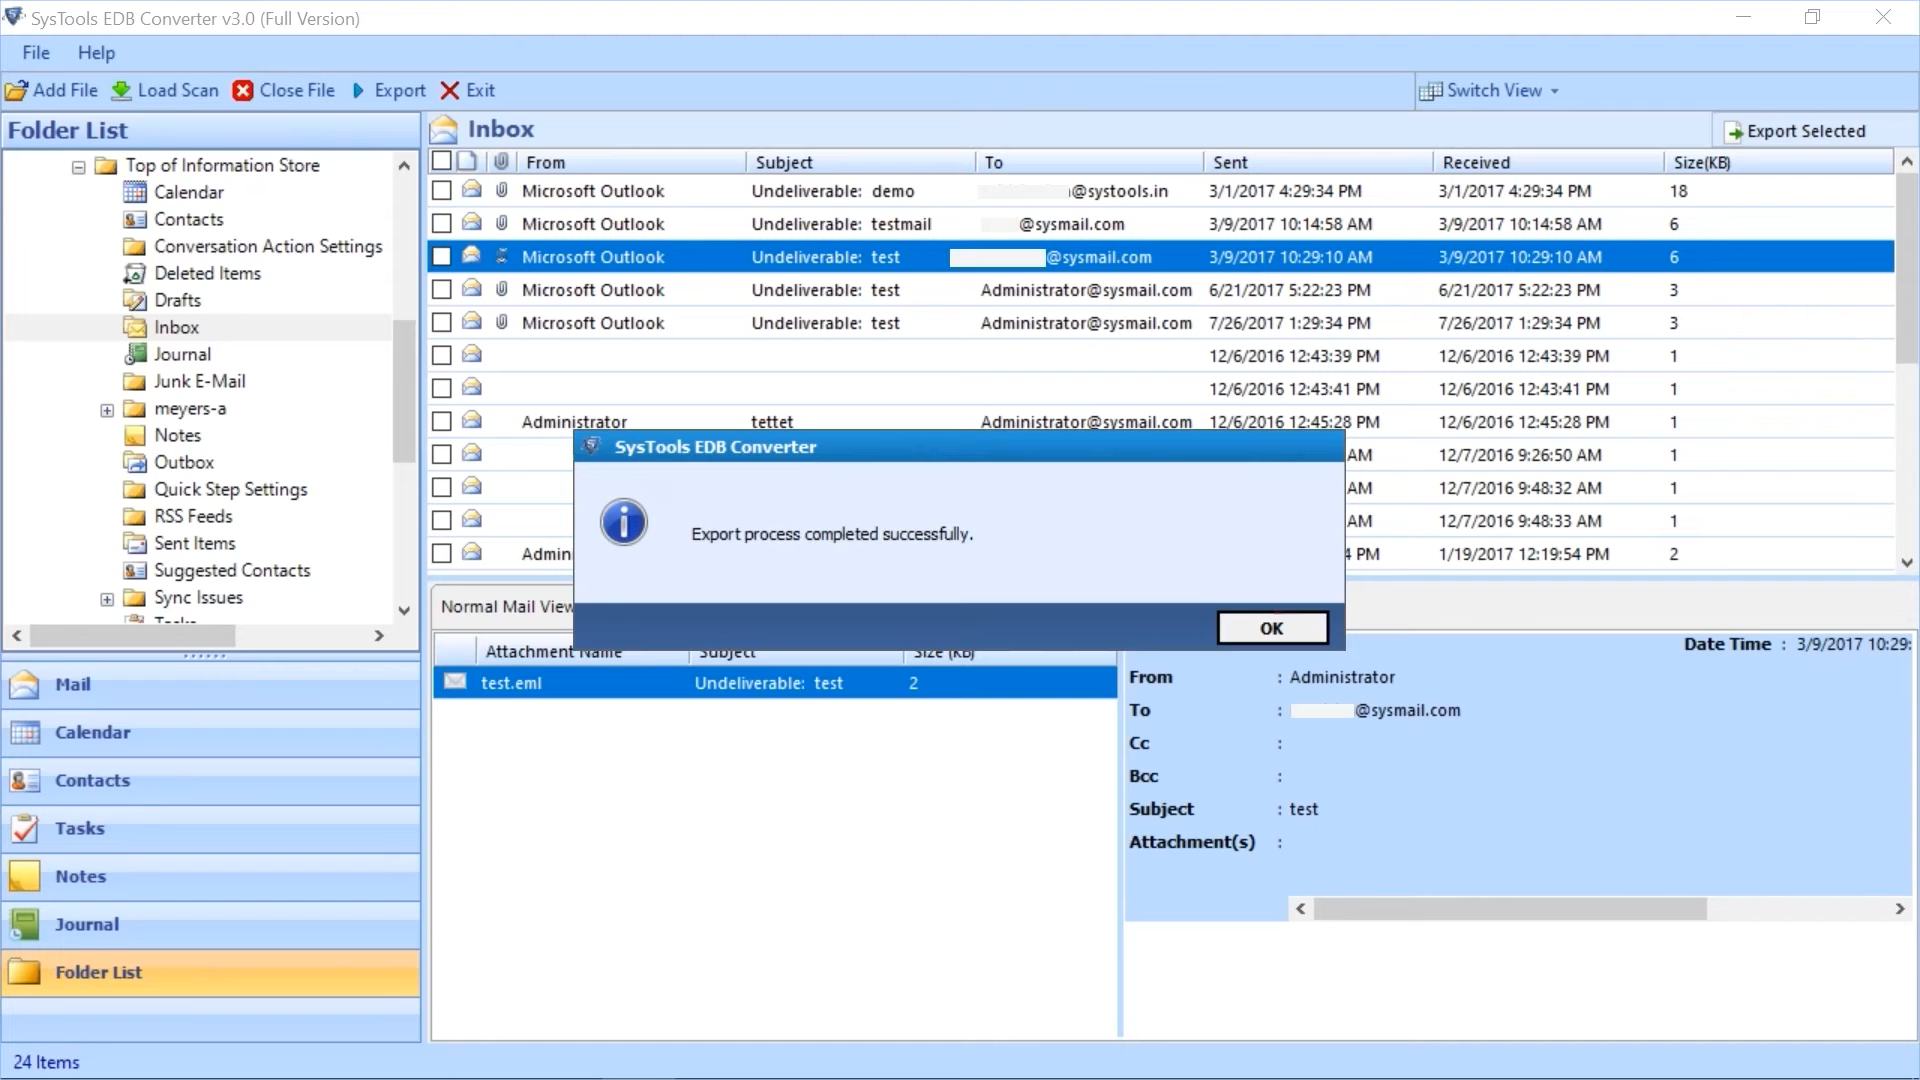 SysTools EDB Converter v3.0 (Full Version)
File Help
Add File Load Scan Close File Export Exit Switch View
Folder List
Inbox
Export Selected
Top of Information Store
Calendar
Contacts
Conversation Action Settings
Deleted Items
Drafts
Inbox
Journal
Junk E-Mail
meyers-a
Notes
Outbox
Quick Step Settings
RSS Feeds
Sent Items
Suggested Contacts
Sync Issues
Tasks
From Subject To Sent Received Size(KB)
Microsoft Outlook Undeliverable: demo @systools.in 3/1/2017 4:29:34 PM 3/1/2017 4:29:34 PM 18
Microsoft Outlook Undeliverable: testmail @sysmail.com 3/9/2017 10:14:58 AM 3/9/2017 10:14:58 AM 6
Microsoft Outlook Undeliverable: test @sysmail.com 3/9/2017 10:29:10 AM 3/9/2017 10:29:10 AM 6
Microsoft Outlook Undeliverable: test Administrator@sysmail.com 6/21/2017 5:22:23 PM 6/21/2017 5:22:23 PM 3
Microsoft Outlook Undeliverable: test Administrator@sysmail.com 7/26/2017 1:29:34 PM 7/26/2017 1:29:34 PM 3
12/6/2016 12:43:39 PM 12/6/2016 12:43:39 PM 1
12/6/2016 12:43:41 PM 12/6/2016 12:43:41 PM 1
Administrator tettet Administrator@sysmail.com 12/6/2016 12:45:28 PM 12/6/2016 12:45:28 PM 1
AM 12/7/2016 9:26:50 AM 1
AM 12/7/2016 9:48:32 AM 1
AM 12/7/2016 9:48:33 AM 1
Admin 4 PM 1/19/2017 12:19:54 PM 2
SysTools EDB Converter
Export process completed successfully.
OK
Normal Mail View
Attachment Name Subject Size (KB)
test.eml Undeliverable: test 2
Date Time : 3/9/2017 10:29:
From : Administrator
To : @sysmail.com
Cc :
Bcc :
Subject : test
Attachment(s) :
Mail
Calendar
Contacts
Tasks
Notes
Journal
Folder List
24 Items